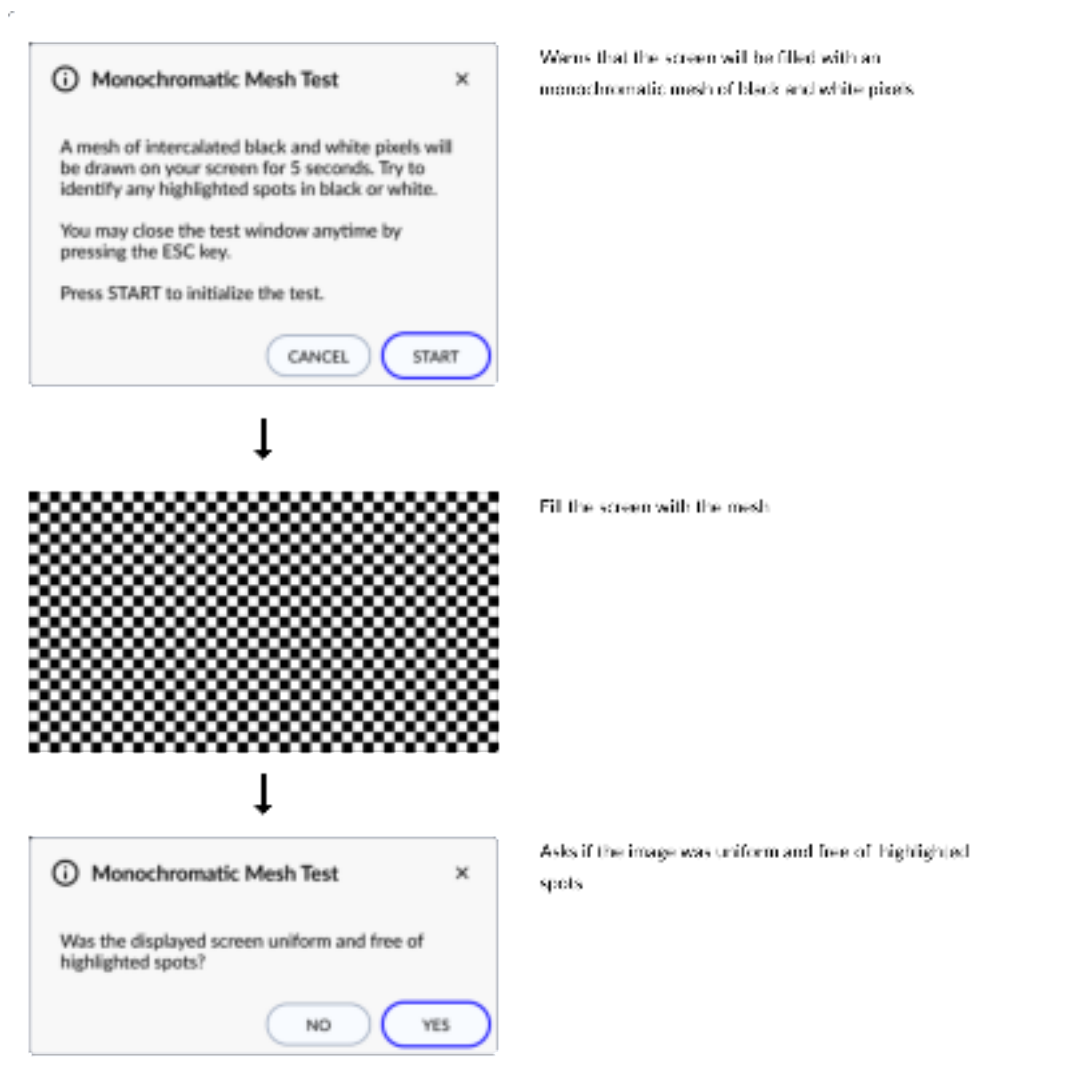 Monochromatic Mesh Test
A mesh of intercalated black and white pixels will
be drawn on your screen for 5 seconds. Try to
identify any highlighted spots in black or white.
You may close the test window anytime by
pressing the ESC key.
Press START to initialize the test.
CANCEL START
Warns that the screen will be filled with an
monochromatic mesh of black and white pixels
Fill the screen with the mesh
Monochromatic Mesh Test
Was the displayed screen uniform and free of
highlighted spots?
NO YES
Asks if the image was uniform and free of highlighted
spots